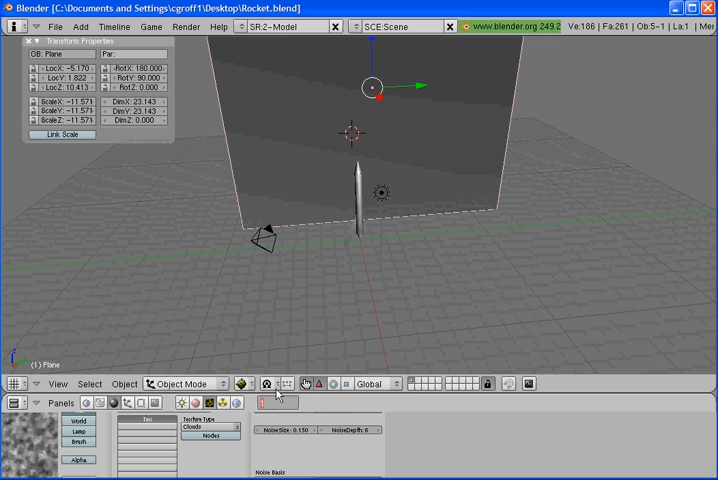 Blender [C:\Documents and Settings\cgroff1\Desktop\Rocket.blend]
File Add Timeline Game Render Help SR:2-Model SCE:Scene www.blender.org 249.2 Ve:186 | Fa:261 | Ob:5-1 | La:1 | Mer
Transform Properties
OB: Plane Par:
LocX: -5.170 RotX: 180.000
LocY: 1.822 RotY: 90.000
LocZ: 10.413 RotZ: 0.000
ScaleX: -11.571 DimX: 23.143
ScaleY: -11.571 DimY: 23.143
ScaleZ: -11.571 DimZ: 0.000
Link Scale
(1) Plane
View Select Object Object Mode Global
Panels 1
World Tex Texture Type
Lamp Clouds NoiseSize : 0.150 NoiseDepth: 6
Brush Nodes
Alpha
Noise Basis